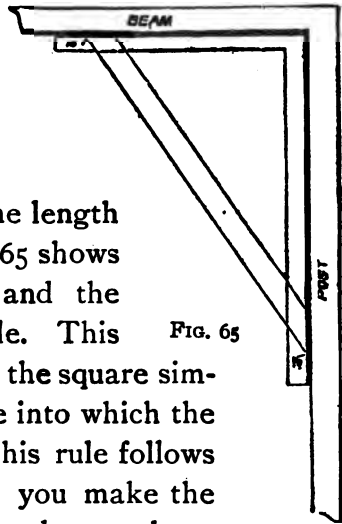 BEAM
POST
ne length
65 shows
and the
le. This
FIG. 65
the square sim-
e into which the
his rule follows
you make the